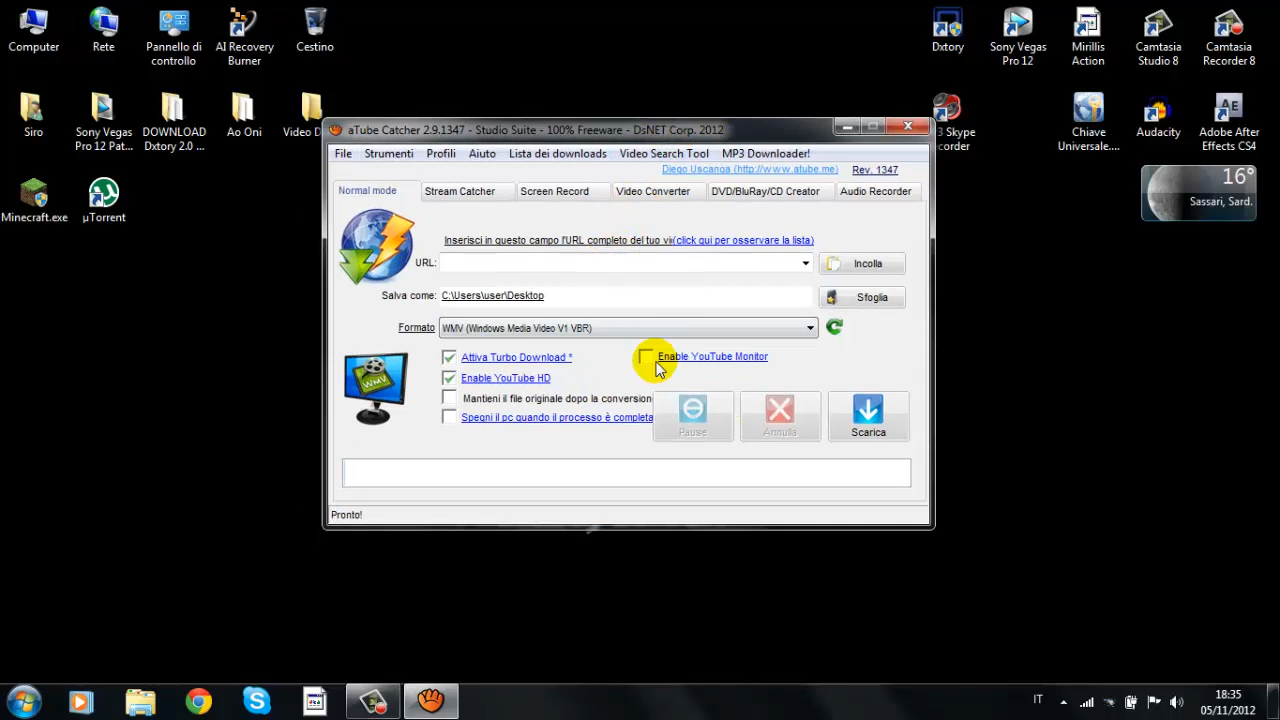 Computer
Rete
Pannello di controllo
AI Recovery Burner
Cestino
Dxtory
Sony Vegas Pro 12
Mirillis Action
Camtasia Studio 8
Camtasia Recorder 8
Siro
Sony Vegas Pro 12 Pat...
DOWNLOAD Dxtory 2.0 ...
Ao Oni
Video D
3 Skype
corder
Chiave Universale....
Audacity
Adobe After Effects CS4
Minecraft.exe
µTorrent
16°
Sassari, Sard.
aTube Catcher 2.9.1347 - Studio Suite - 100% Freeware - DsNET Corp. 2012
File Strumenti Profili Aiuto Lista dei downloads Video Search Tool MP3 Downloader!
Diego Uscanga (http://www.atube.me) Rev. 1347
Normal mode Stream Catcher Screen Record Video Converter DVD/BluRay/CD Creator Audio Recorder
Inserisci in questo campo l'URL completo del tuo vi(click qui per osservare la lista)
URL: Incolla
Salva come: C:\Users\user\Desktop Sfoglia
Formato WMV (Windows Media Video V1 VBR)
WMV
Attiva Turbo Download * Enable YouTube Monitor
Enable YouTube HD
Mantieni il file originale dopo la conversion
Spegni il pc quando il processo è completa
Pause Annulla Scarica
Pronto!
IT
18:35
05/11/2012